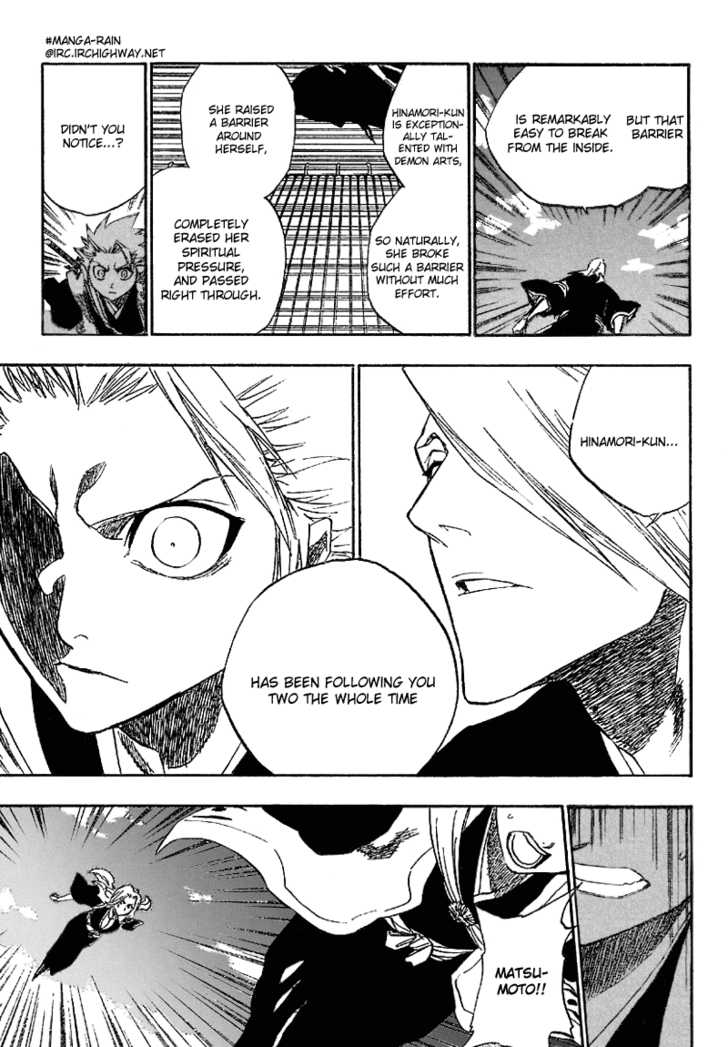 #MANGA-RAIN
@IRC.IRCHIGHWAY.NET
BUT THAT
BARRIER
IS REMARKABLY
EASY TO BREAK
FROM THE INSIDE.
HINAMORI-KUN
IS EXCEPTION-
ALLY TAL-
ENTED WITH
DEMON ARTS,
SO NATURALLY,
SHE BROKE
SUCH A BARRIER
WITHOUT MUCH
EFFORT.
SHE RAISED
A BARRIER
AROUND
HERSELF,
COMPLETELY
ERASED HER
SPIRITUAL
PRESSURE,
AND PASSED
RIGHT THROUGH.
DIDN'T YOU
NOTICE...?
HINAMORI-KUN...
HAS BEEN FOLLOWING YOU
TWO THE WHOLE TIME
MATSU-
MOTO!!